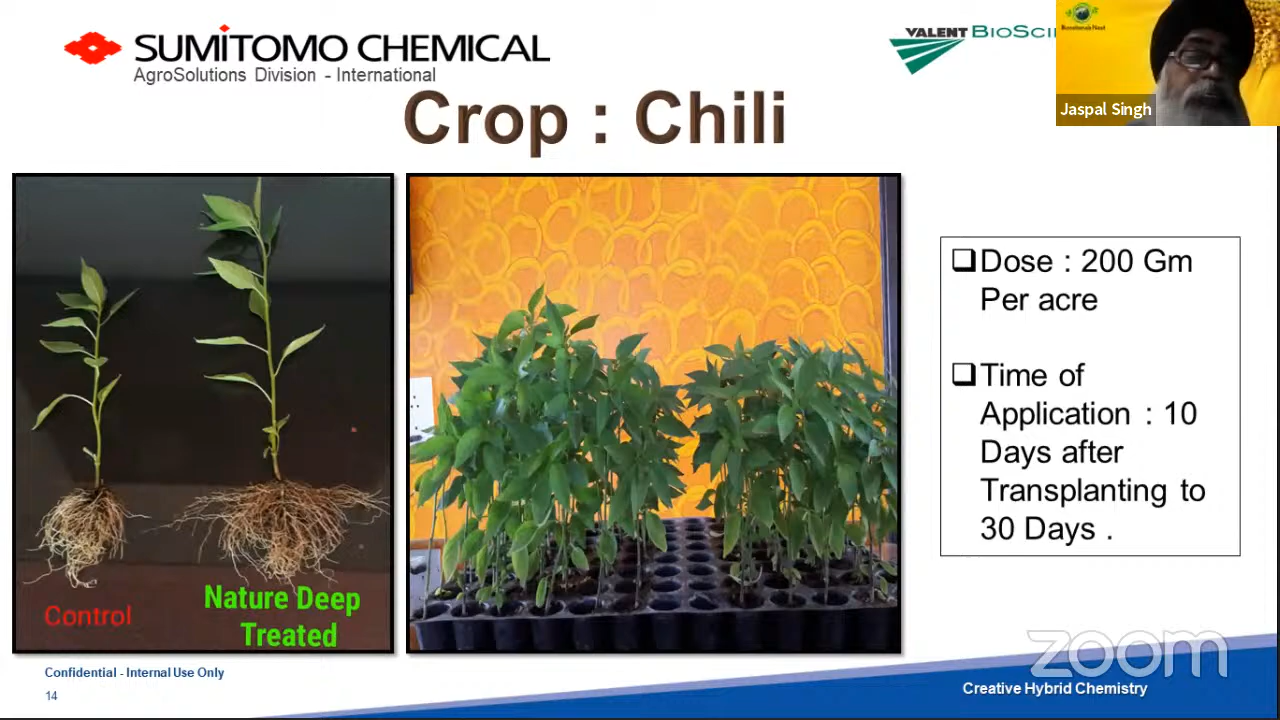 SUMITOMO CHEMICAL
AgroSolutions Division - International
VALENT
Jaspal Singh
Crop : Chili
Dose : 200 Gm
Per acre
Time of
Application : 10
Days after
Transplanting to
30 Days .
Control
Nature Deep
Treated
Confidential - Internal Use Only
14
Creative Hybrid Chemistry
zoom